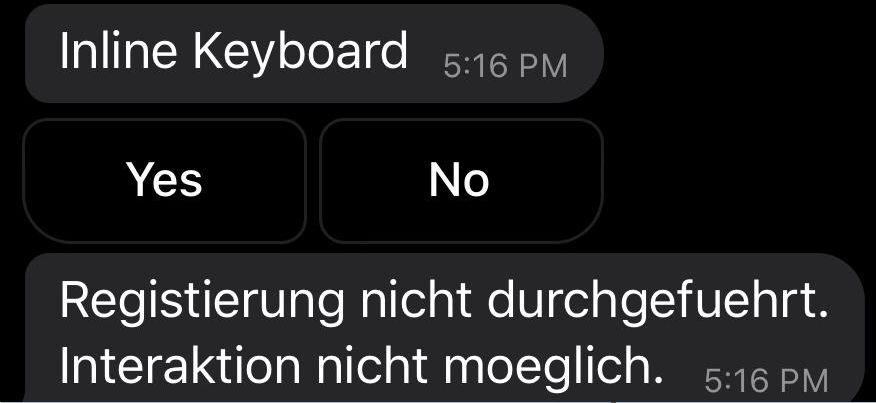 Inline Keyboard 5:16 PM
Yes No
Registierung nicht durchgefuehrt.
Interaktion nicht moeglich. 5:16 PM